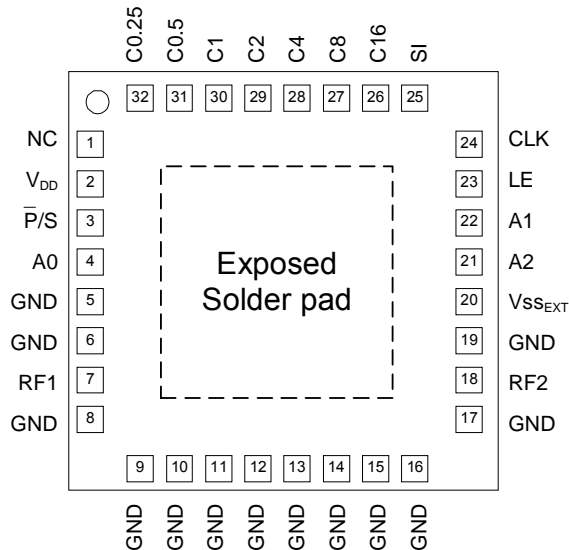 C0.25 C0.5 C1 C2 C4 C8 C16 SI
32 31 30 29 28 27 26 25
NC 1 24 CLK
VDD 2 23 LE
P̅/S 3 22 A1
A0 4 21 A2
GND 5 20 VssEXT
GND 6 19 GND
RF1 7 18 RF2
GND 8 17 GND
Exposed
Solder pad
9 10 11 12 13 14 15 16
GND GND GND GND GND GND GND GND